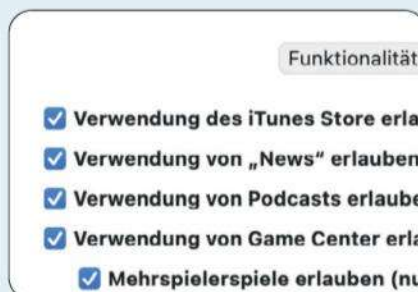 Funktionalität
Verwendung des iTunes Store erla
Verwendung von „News“ erlauben
Verwendung von Podcasts erlaube
Verwendung von Game Center erla
Mehrspielerspiele erlauben (nu